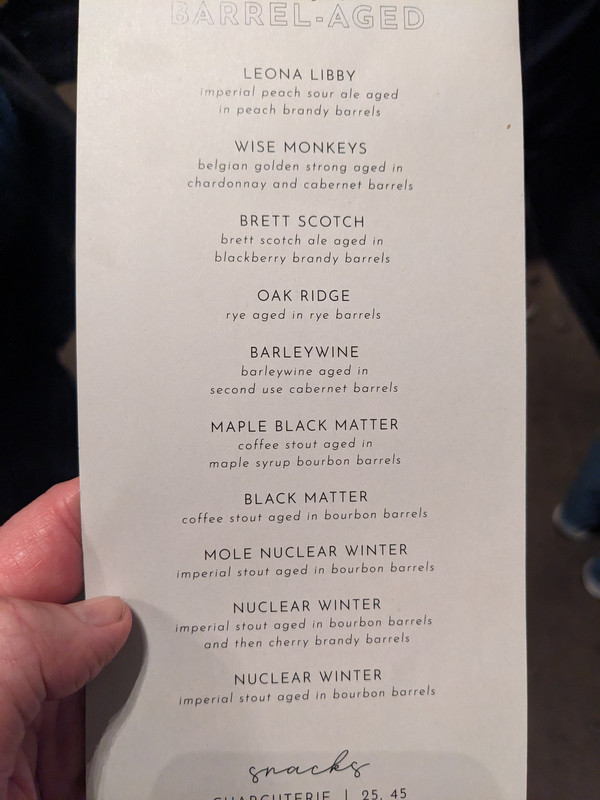 BARREL-AGED
LEONA LIBBY
imperial peach sour ale aged
in peach brandy barrels
WISE MONKEYS
belgian golden strong aged in
chardonnay and cabernet barrels
BRETT SCOTCH
brett scotch ale aged in
blackberry brandy barrels
OAK RIDGE
rye aged in rye barrels
BARLEYWINE
barleywine aged in
second use cabernet barrels
MAPLE BLACK MATTER
coffee stout aged in
maple syrup bourbon barrels
BLACK MATTER
coffee stout aged in bourbon barrels
MOLE NUCLEAR WINTER
imperial stout aged in bourbon barrels
NUCLEAR WINTER
imperial stout aged in bourbon barrels
and then cherry brandy barrels
NUCLEAR WINTER
imperial stout aged in bourbon barrels
snacks
CHARCUTERIE | 25, 45